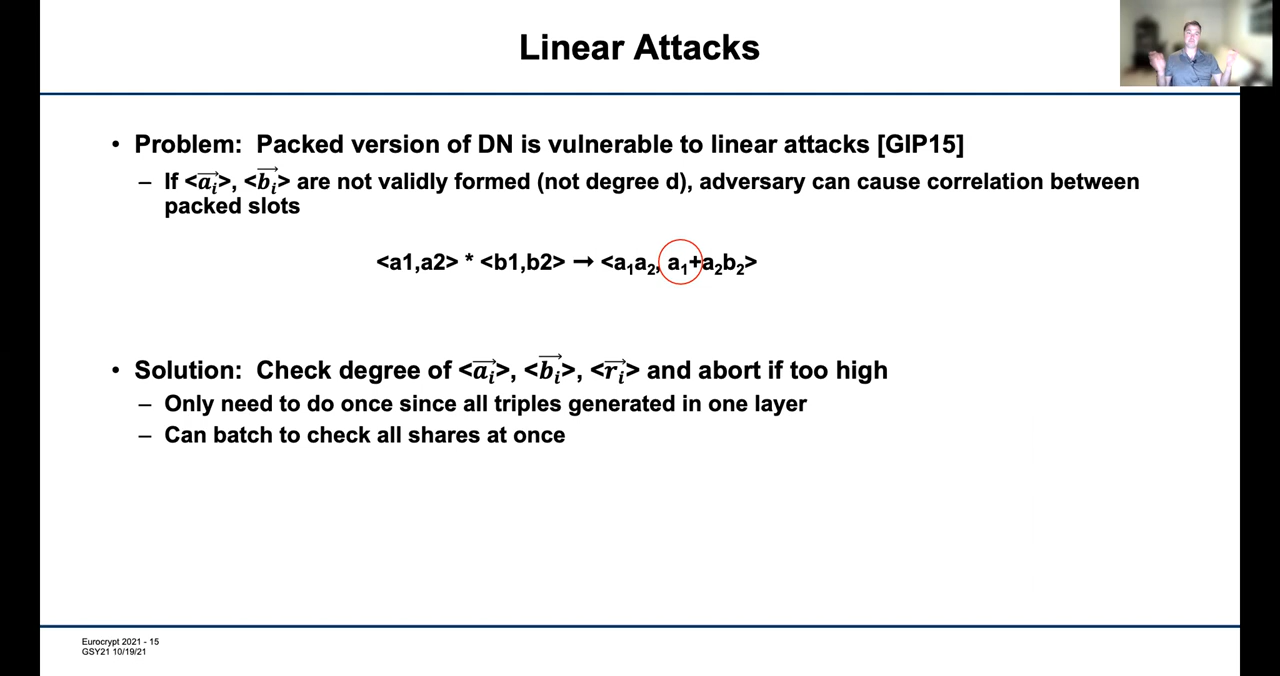 Linear Attacks
• Problem: Packed version of DN is vulnerable to linear attacks [GIP15]
– If <a⃗ᵢ>, <b⃗ᵢ> are not validly formed (not degree d), adversary can cause correlation between
packed slots
<a1,a2> * <b1,b2> → <a₁a₂, a₁+a₂b₂>
• Solution: Check degree of <a⃗ᵢ>, <b⃗ᵢ>, <r⃗ᵢ> and abort if too high
– Only need to do once since all triples generated in one layer
– Can batch to check all shares at once
Eurocrypt 2021 - 15
GSY21 10/19/21